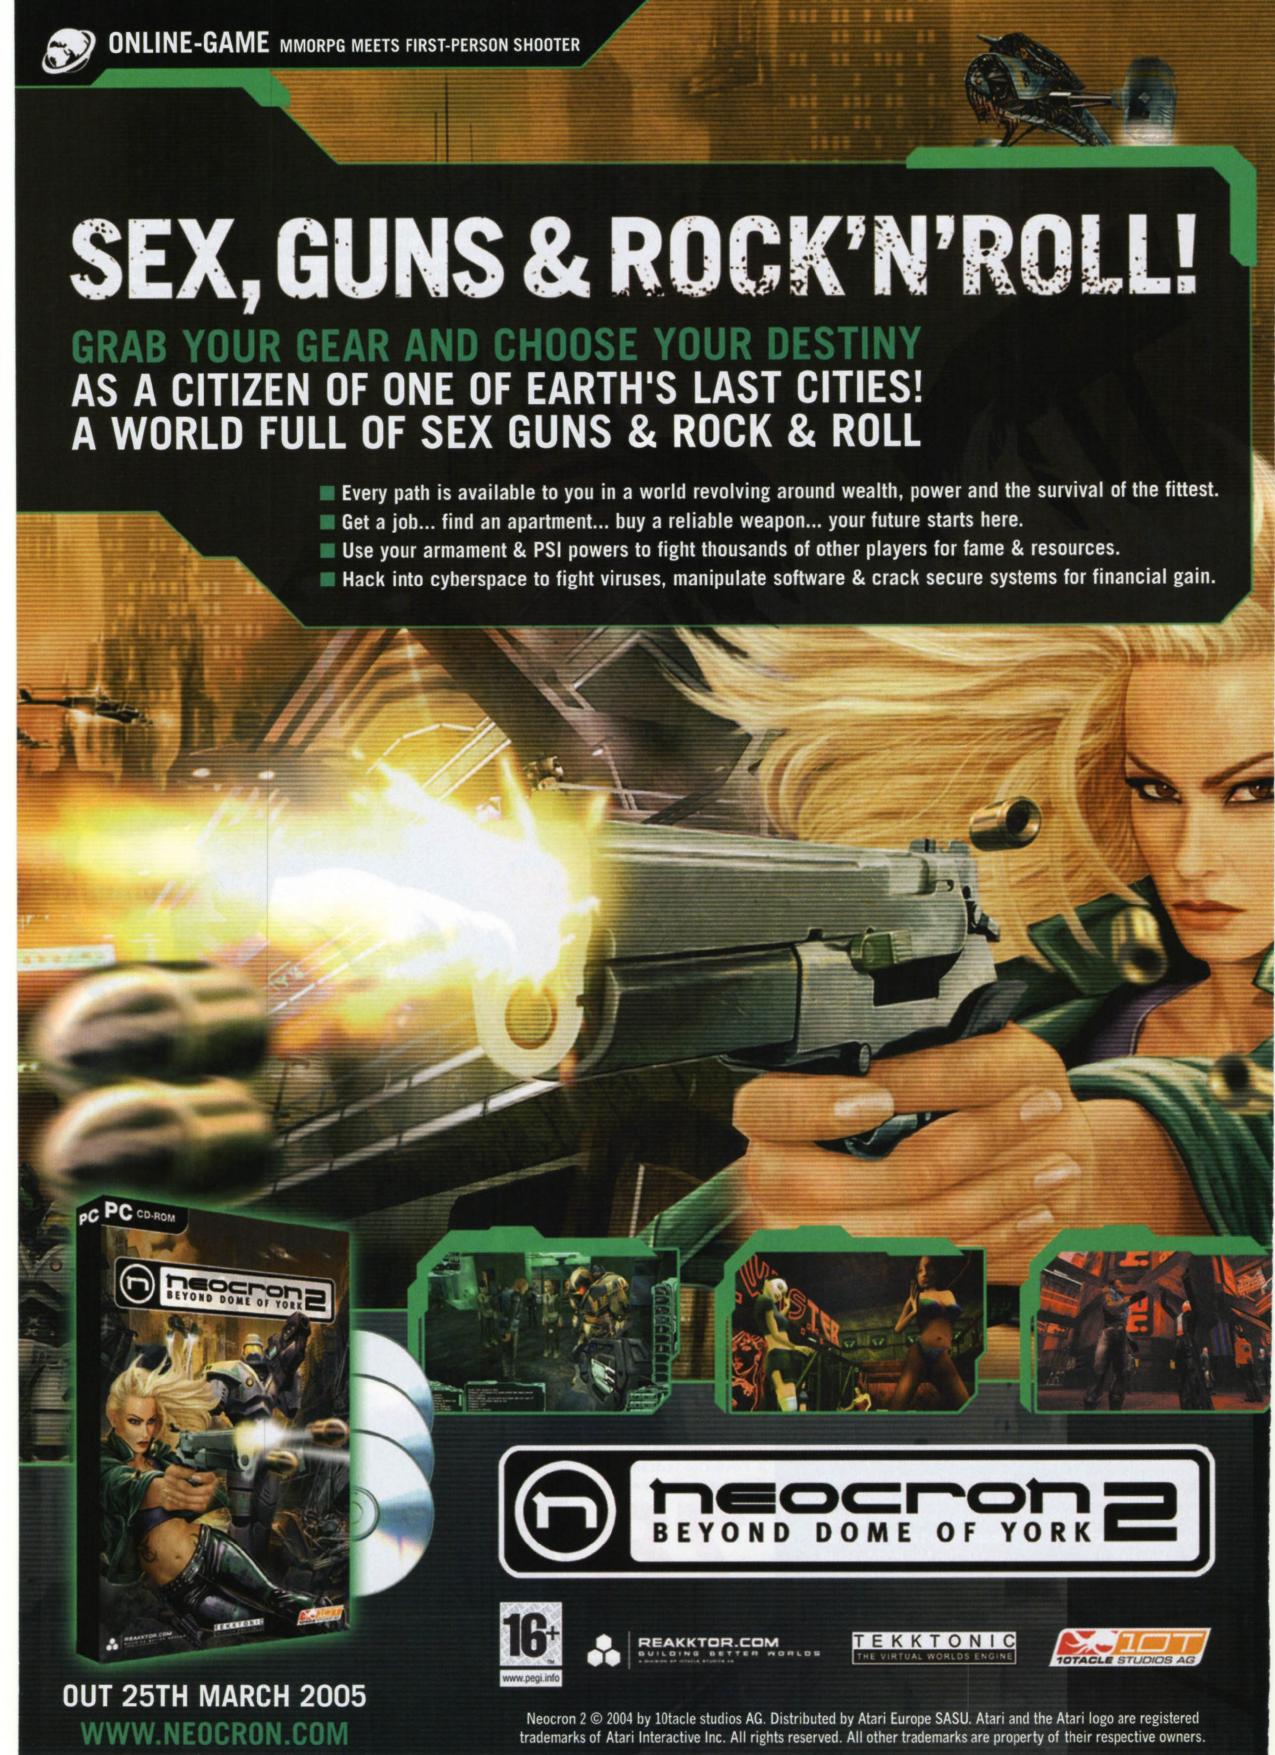 ONLINE-GAME MMORPG MEETS FIRST-PERSON SHOOTER
SEX, GUNS & ROCK'N'ROLL!
GRAB YOUR GEAR AND CHOOSE YOUR DESTINY
AS A CITIZEN OF ONE OF EARTH'S LAST CITIES!
A WORLD FULL OF SEX GUNS & ROCK & ROLL
Every path is available to you in a world revolving around wealth, power and the survival of the fittest.
Get a job... find an apartment... buy a reliable weapon... your future starts here.
Use your armament & PSI powers to fight thousands of other players for fame & resources.
Hack into cyberspace to fight viruses, manipulate software & crack secure systems for financial gain.
PC PC CD-ROM
n neocron 2
BEYOND DOME OF YORK
REAKKTOR.COM
TEKKTONIC
n neocron 2
BEYOND DOME OF YORK
16+
www.pegi.info
REAKKTOR.COM
BUILDING BETTER WORLDS
A DIVISION OF 10TACLE STUDIOS AG
TEKKTONIC
THE VIRTUAL WORLDS ENGINE
10T
10TACLE STUDIOS AG
OUT 25TH MARCH 2005
WWW.NEOCRON.COM
Neocron 2 © 2004 by 10tacle studios AG. Distributed by Atari Europe SASU. Atari and the Atari logo are registered
trademarks of Atari Interactive Inc. All rights reserved. All other trademarks are property of their respective owners.